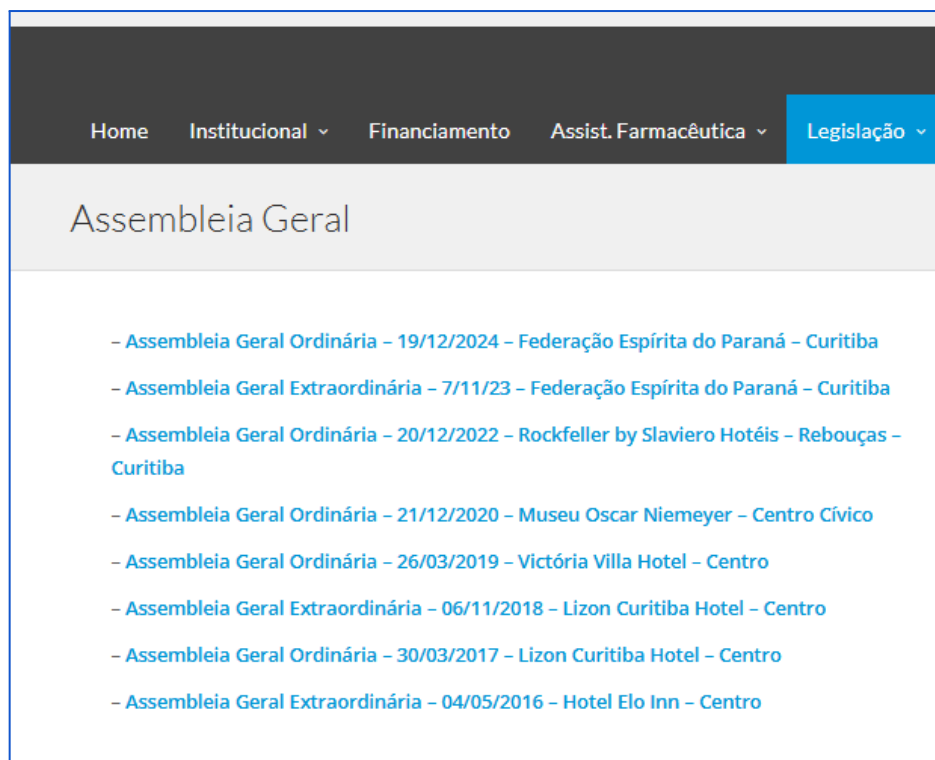 Home Institucional Financiamento Assist. Farmacêutica Legislação
Assembleia Geral
– Assembleia Geral Ordinária – 19/12/2024 – Federação Espírita do Paraná – Curitiba
– Assembleia Geral Extraordinária – 7/11/23 – Federação Espírita do Paraná – Curitiba
– Assembleia Geral Ordinária – 20/12/2022 – Rockfeller by Slaviero Hotéis – Rebouças –
Curitiba
– Assembleia Geral Ordinária – 21/12/2020 – Museu Oscar Niemeyer – Centro Cívico
– Assembleia Geral Ordinária – 26/03/2019 – Victória Villa Hotel – Centro
– Assembleia Geral Extraordinária – 06/11/2018 – Lizon Curitiba Hotel – Centro
– Assembleia Geral Ordinária – 30/03/2017 – Lizon Curitiba Hotel – Centro
– Assembleia Geral Extraordinária – 04/05/2016 – Hotel Elo Inn – Centro